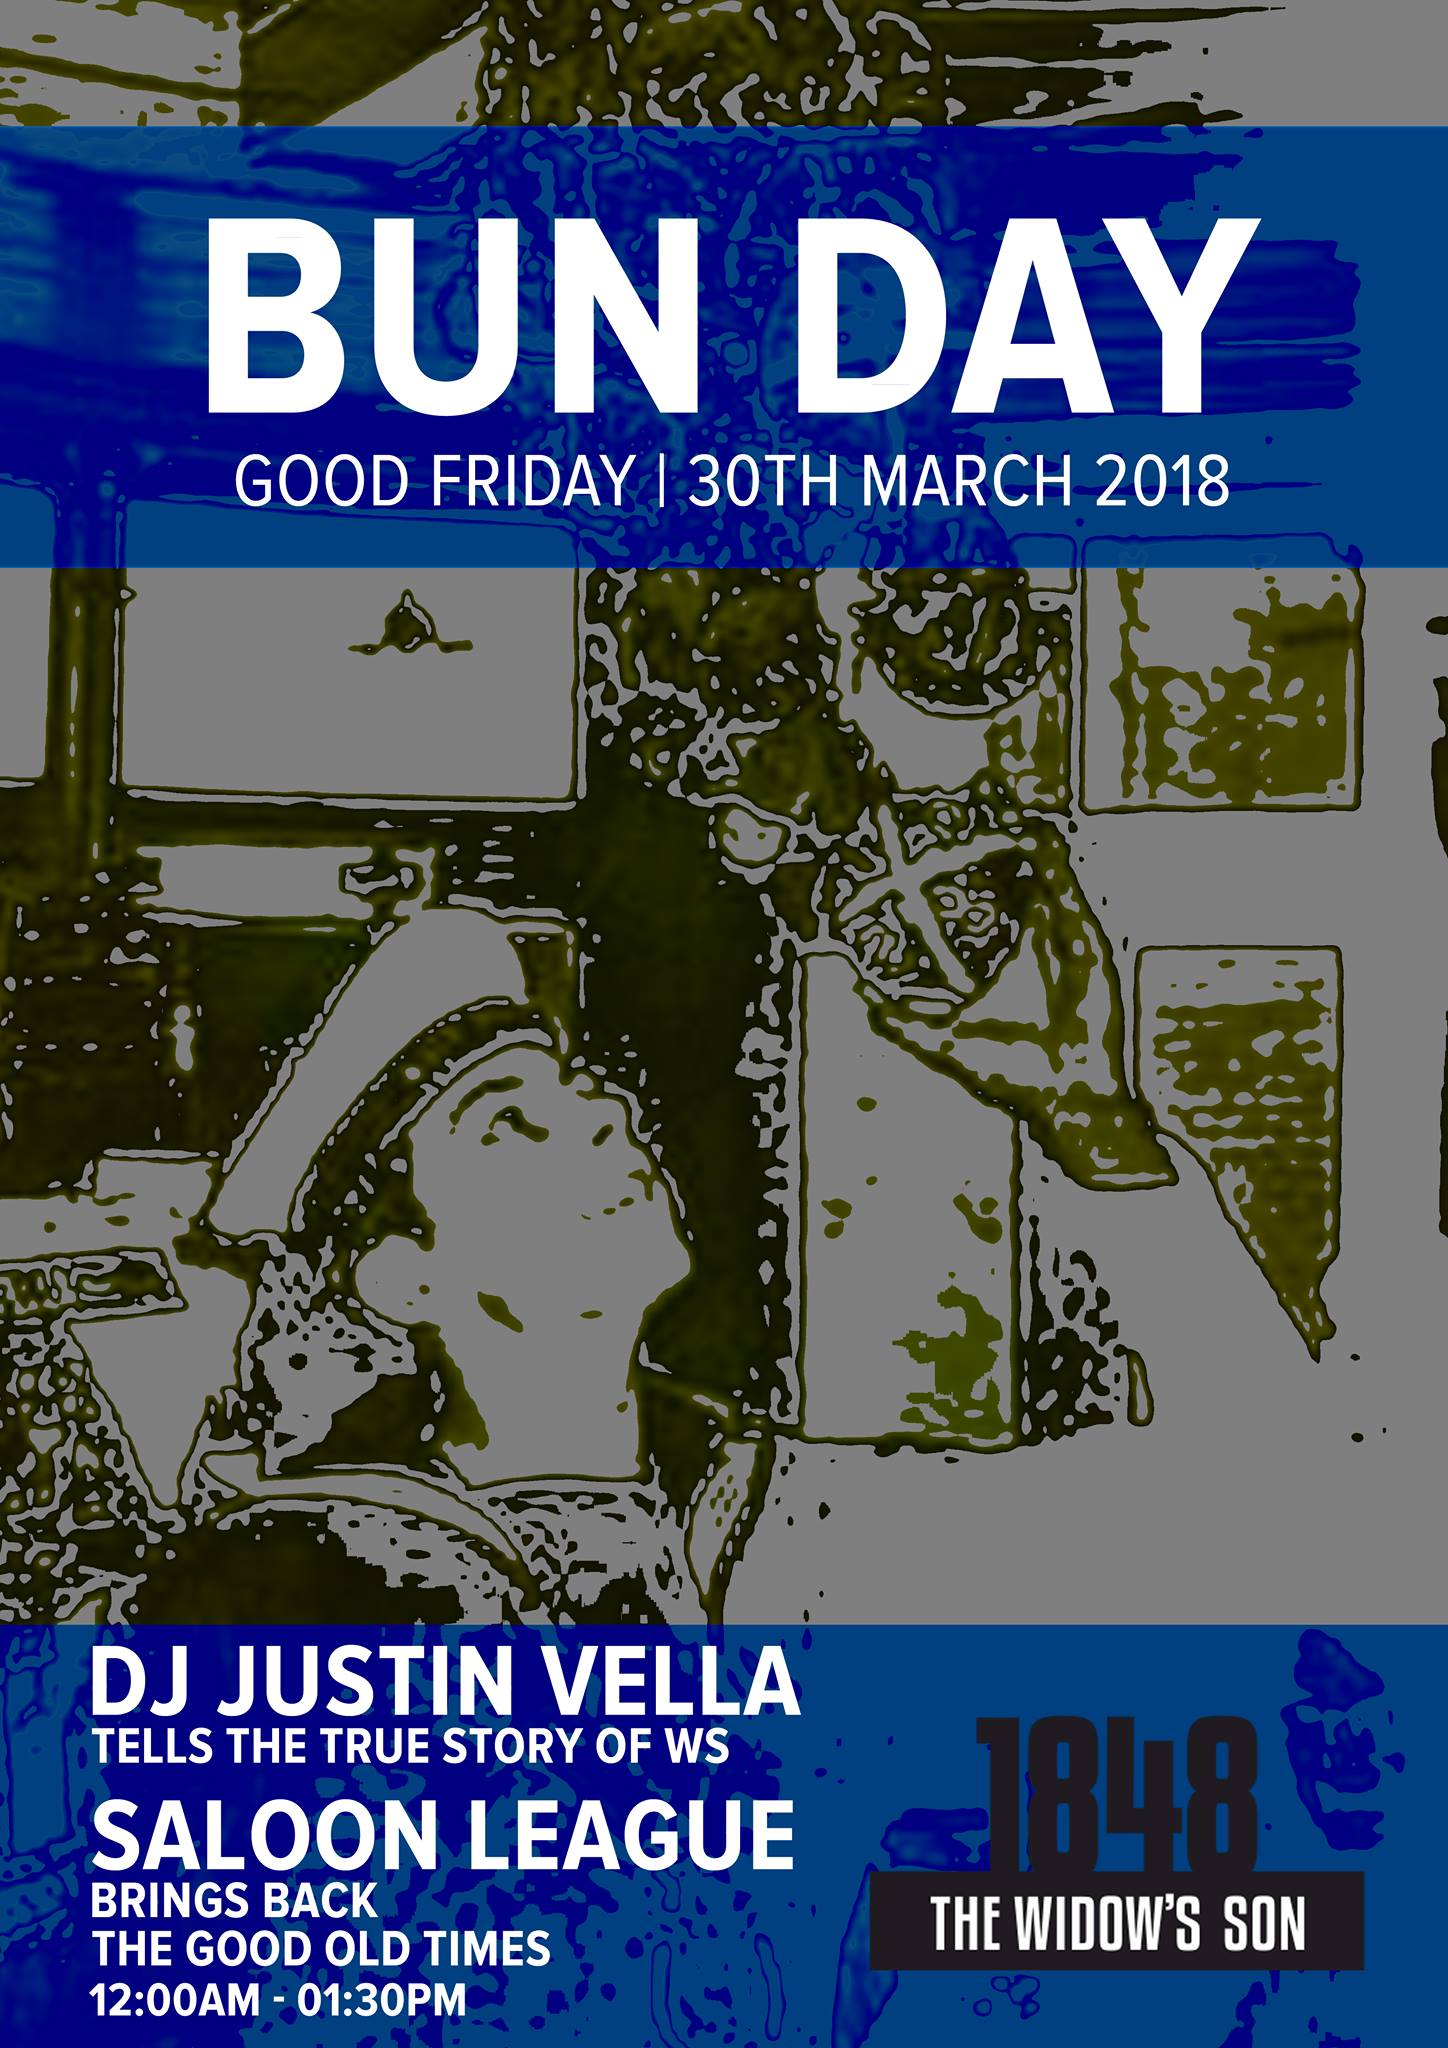 BUN DAY
GOOD FRIDAY | 30TH MARCH 2018
DJ JUSTIN VELLA
TELLS THE TRUE STORY OF WS
SALOON LEAGUE
BRINGS BACK
THE GOOD OLD TIMES
12:00AM - 01:30PM
1848
THE WIDOW'S SON